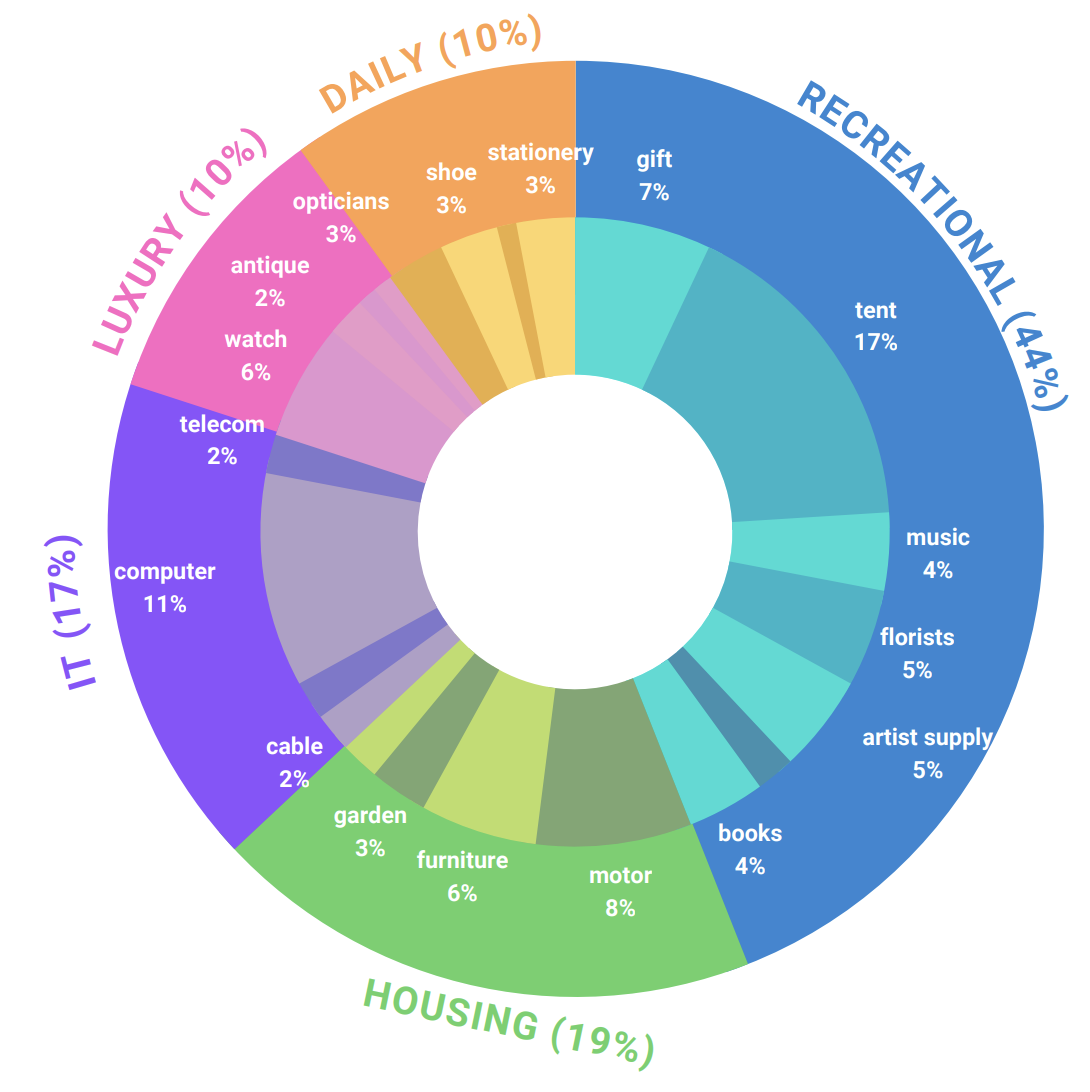 DAILY (10%)
RECREATIONAL (44%)
LUXURY (10%)
IT (17%)
HOUSING (19%)
stationery
3%
gift
7%
shoe
3%
opticians
3%
antique
2%
watch
6%
tent
17%
telecom
2%
music
4%
computer
11%
florists
5%
artist supply
5%
cable
2%
garden
3%
furniture
6%
motor
8%
books
4%